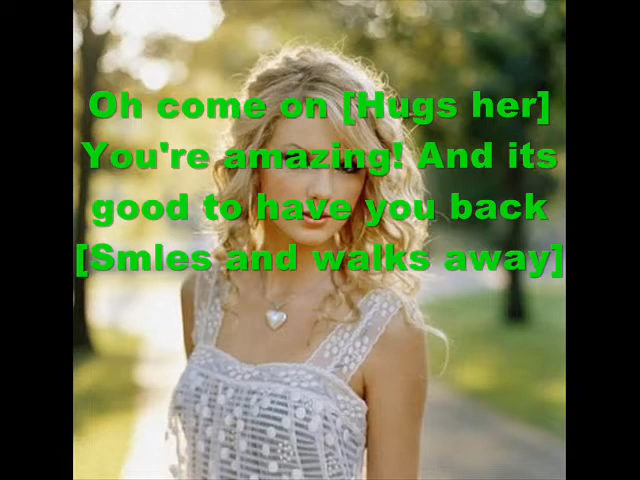 Oh come on [Hugs her]
You're amazing! And its
good to have you back
[Smles and walks away]